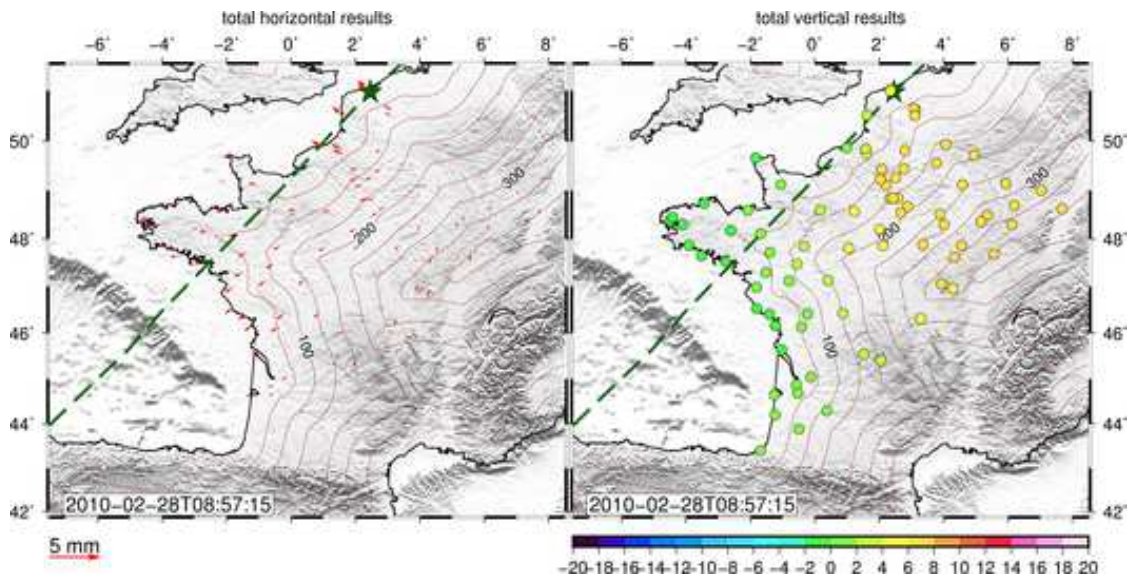 total horizontal results total vertical results
−6˚ −4˚ −2˚ 0˚ 2˚ 4˚ 6˚ 8˚ −6˚ −4˚ −2˚ 0˚ 2˚ 4˚ 6˚ 8˚
50˚ 50˚
300 300
48˚ 200 200 48˚
46˚ 100 100 46˚
44˚ 44˚
2010−02−28T08:57:15 2010−02−28T08:57:15
42˚ 42˚
5 mm
−20−18−16−14−12−10−8 −6 −4 −2 0 2 4 6 8 10 12 14 16 18 20